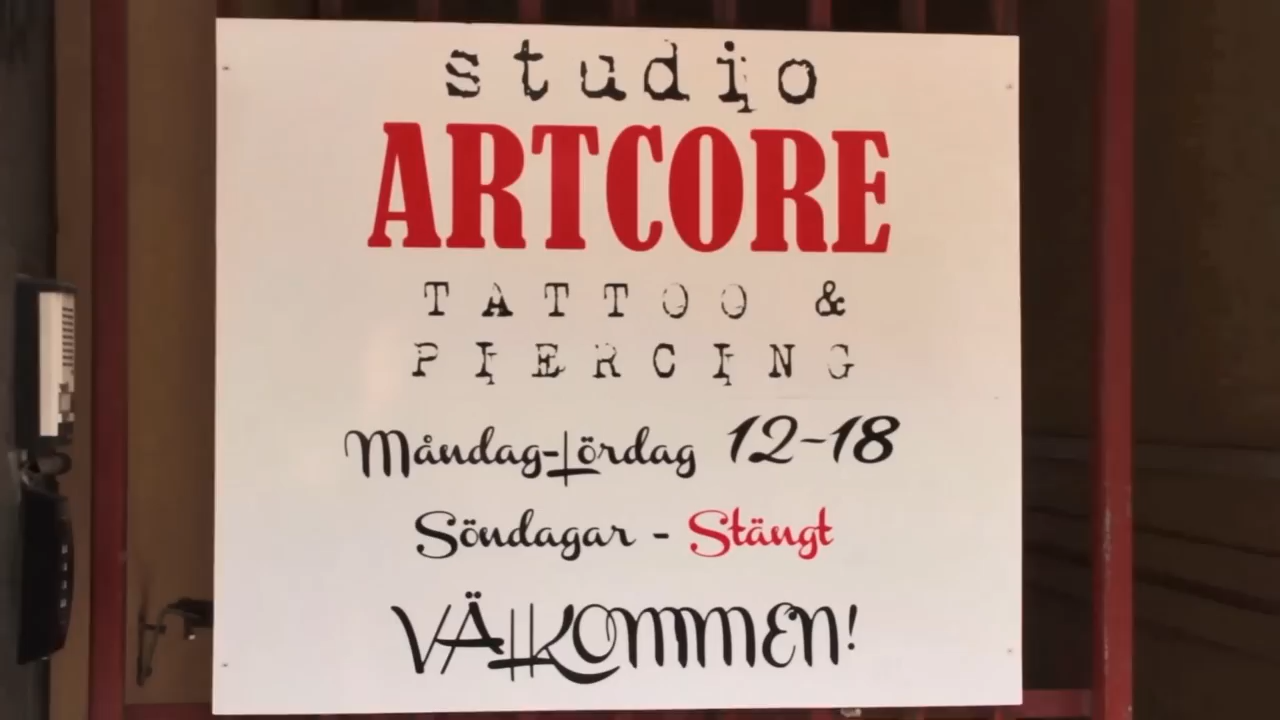 studio
ARTCORE
TATTOO &
PIERCING
Måndag-Lördag 12-18
Söndagar - Stängt
VÄLKOMMEN!